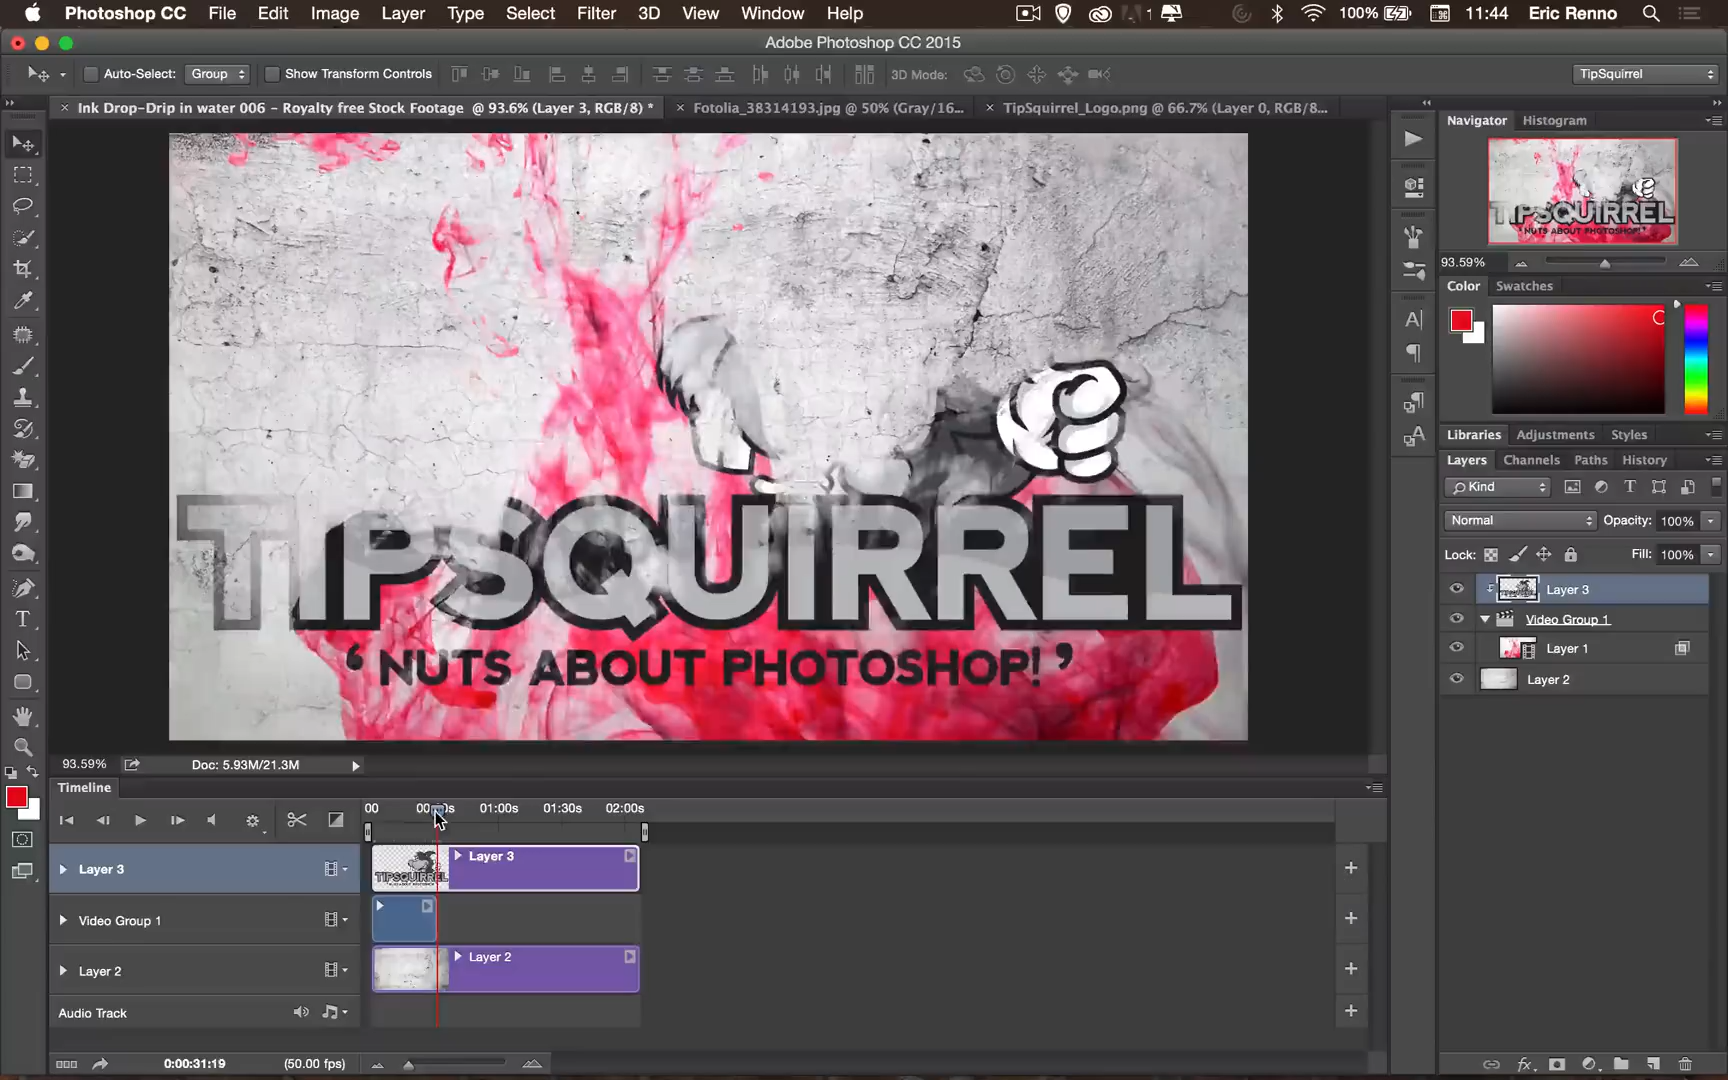 Photoshop CC File Edit Image Layer Type Select Filter 3D View Window Help 1 100% 11:44 Eric Renno
Adobe Photoshop CC 2015
Auto-Select: Group Show Transform Controls 3D Mode: TipSquirrel
Ink Drop-Drip in water 006 - Royalty free Stock Footage @ 93.6% (Layer 3, RGB/8) * Fotolia_38314193.jpg @ 50% (Gray/16... TipSquirrel_Logo.png @ 66.7% (Layer 0, RGB/8...
Navigator Histogram
TIPSQUIRREL
"NUTS ABOUT PHOTOSHOP!"
93.59%
Color Swatches
TIPSQUIRREL
‘ NUTS ABOUT PHOTOSHOP! ’
Libraries Adjustments Styles
Layers Channels Paths History
Kind
Normal Opacity: 100%
Lock: Fill: 100%
Layer 3
Video Group 1
Layer 1
Layer 2
93.59% Doc: 5.93M/21.3M
Timeline
00 01:00s 01:30s 02:00s
Layer 3 TIPSQUIRREL Layer 3
Video Group 1
Layer 2 Layer 2
Audio Track
0:00:31:19 (50.00 fps)